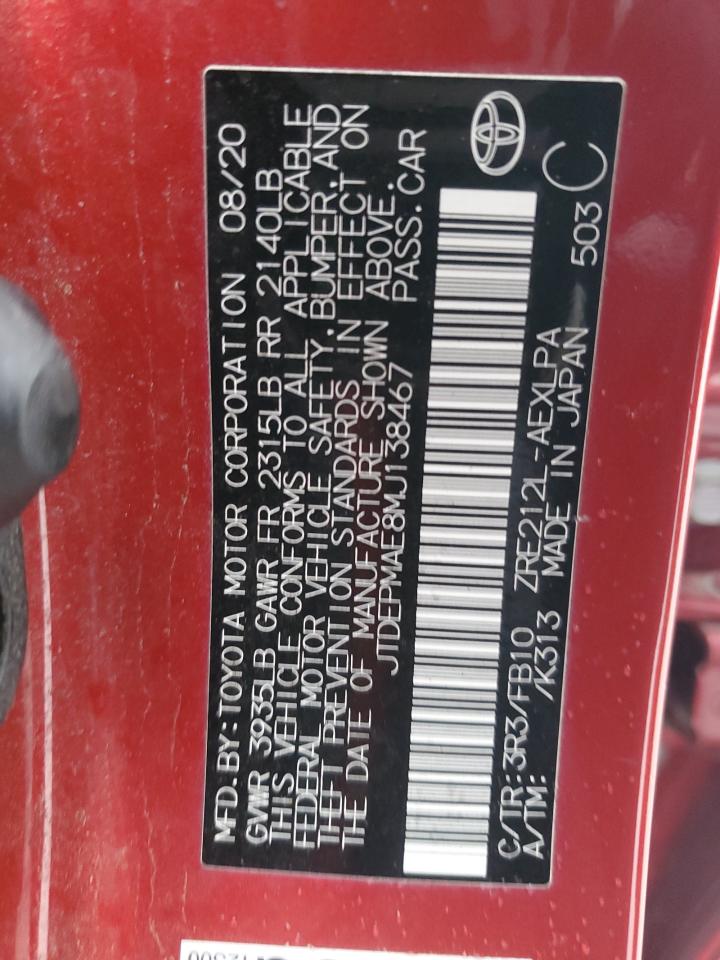 MFD.BY:TOYOTA MOTOR CORPORATION 08/20
GVWR 3935LB GAWR FR 2315LB RR 2140LB
THIS VEHICLE CONFORMS TO ALL APPLICABLE
FEDERAL MOTOR VEHICLE SAFETY,BUMPER,AND
THEFT PREVENTION STANDARDS IN EFFECT ON
THE DATE OF MANUFACTURE SHOWN ABOVE.
JTDEPMAE8MJ138467 PASS.CAR
C/TR:3R3/FB10 ZRE212L-AEXLPA 503 C
A/TM: /K313 MADE IN JAPAN